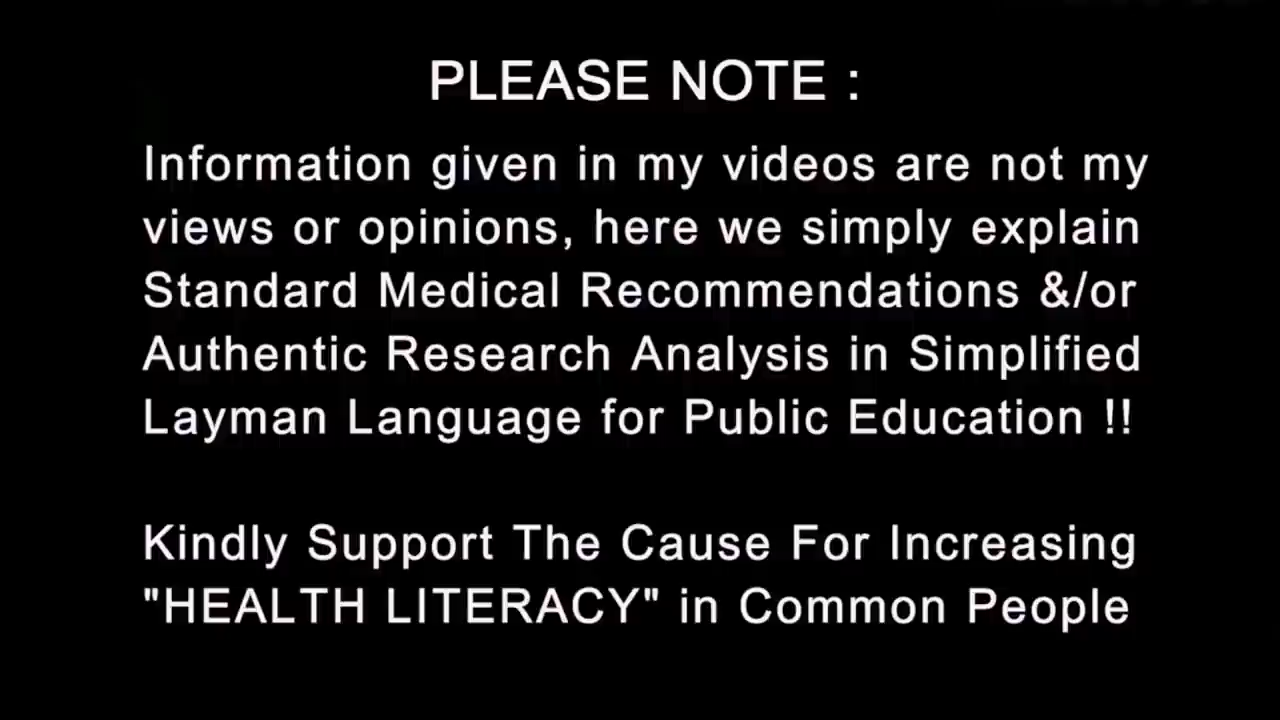 PLEASE NOTE :
Information given in my videos are not my
views or opinions, here we simply explain
Standard Medical Recommendations &/or
Authentic Research Analysis in Simplified
Layman Language for Public Education !!
Kindly Support The Cause For Increasing
"HEALTH LITERACY" in Common People